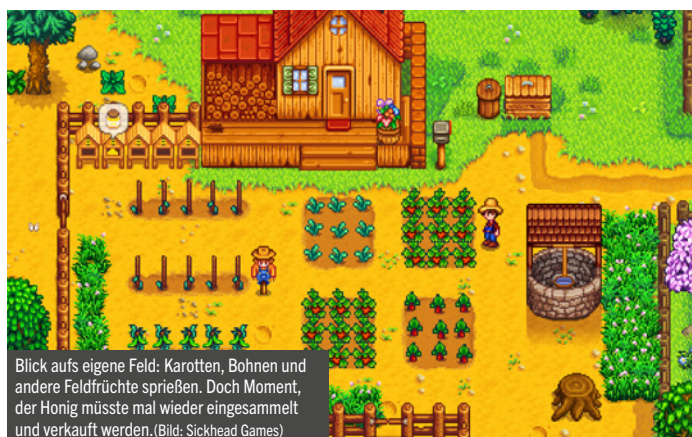 Blick aufs eigene Feld: Karotten, Bohnen und
andere Feldfrüchte sprießen. Doch Moment,
der Honig müsste mal wieder eingesammelt
und verkauft werden.(Bild: Sickhead Games)